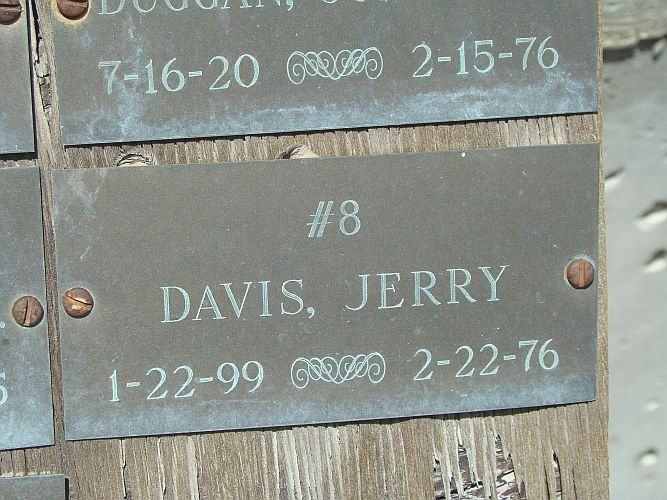 DUGGAN,
7-16-20 2-15-76
#8
DAVIS, JERRY
1-22-99 2-22-76